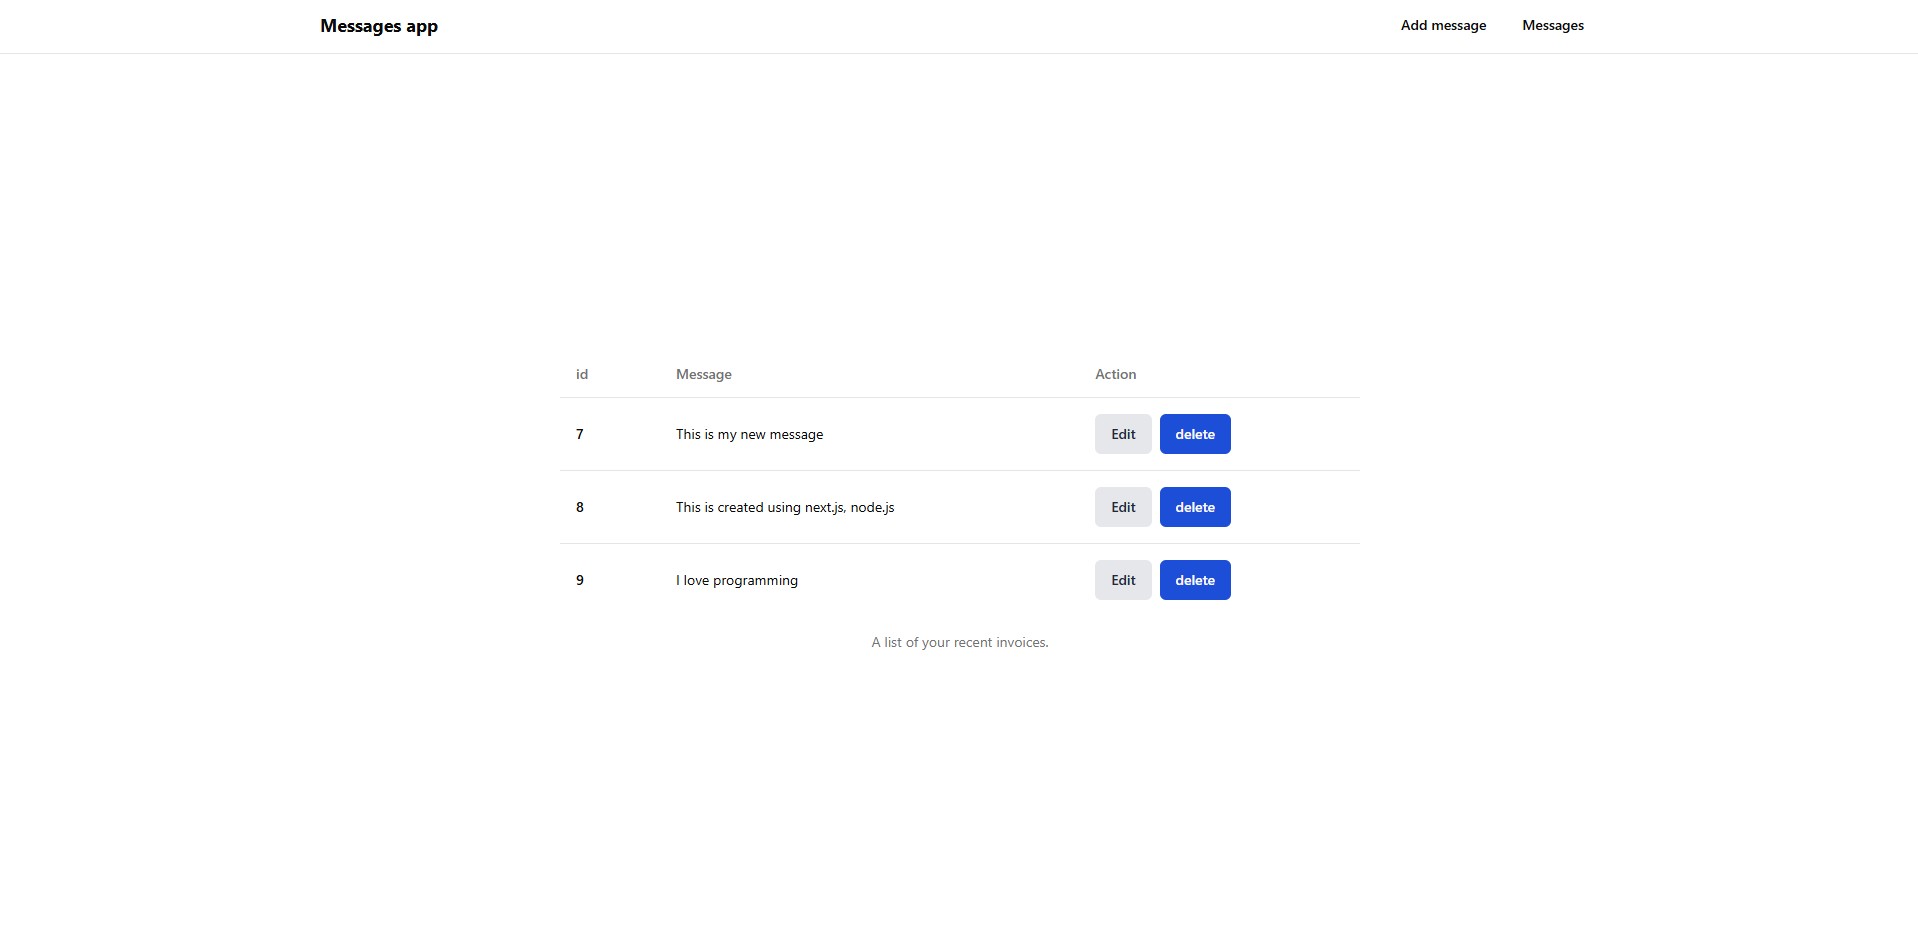 Messages app Add message Messages
id Message Action
7 This is my new message Edit delete
8 This is created using next.js, node.js Edit delete
9 I love programming Edit delete
A list of your recent invoices.